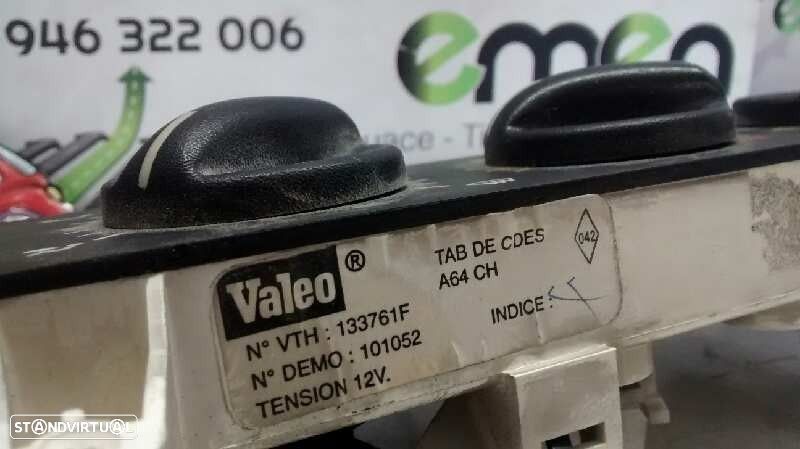 946 322 006
emen
uace - T
Valeo ®
TAB DE CDES
A64 CH
042
N° VTH : 133761F
N° DEMO : 101052
INDICE :
TENSION 12V.
STANDVIRTUAL